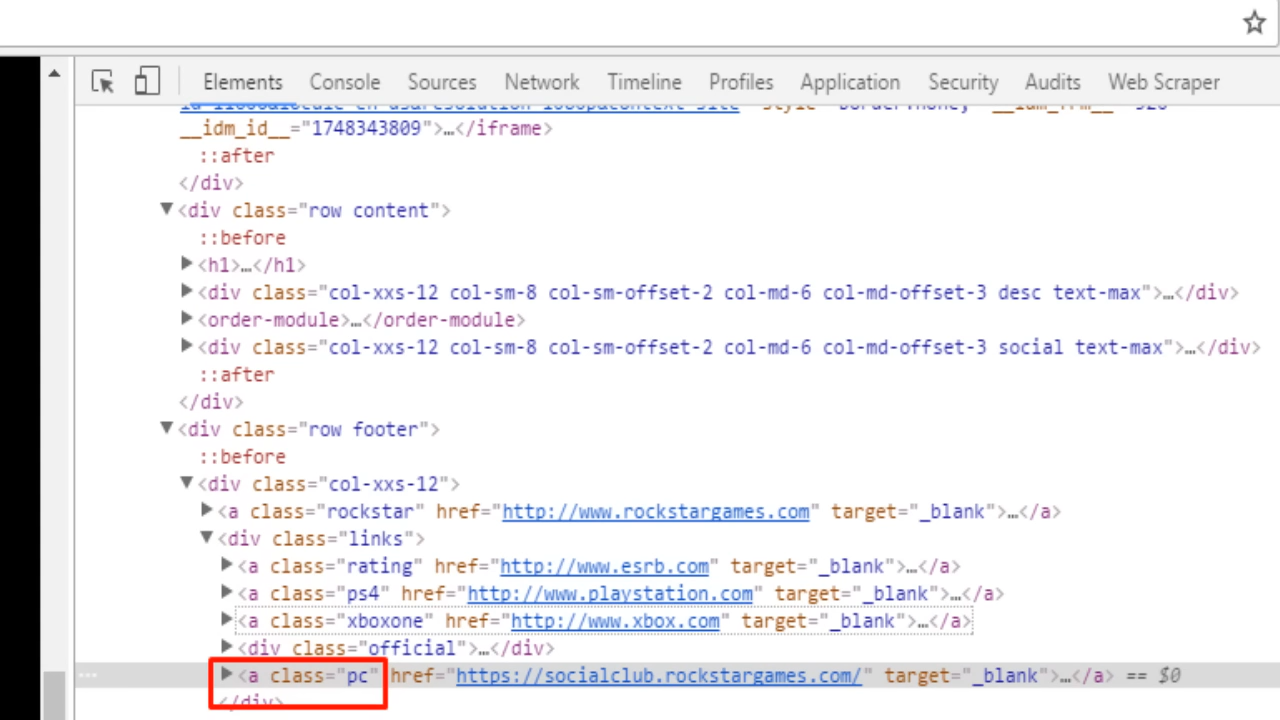 Elements Console Sources Network Timeline Profiles Application Security Audits Web Scraper
__idm_id__="1748343809">…</iframe>
::after
</div>
▼<div class="row content">
::before
▶<h1>…</h1>
▶<div class="col-xxs-12 col-sm-8 col-sm-offset-2 col-md-6 col-md-offset-3 desc text-max">…</div>
▶<order-module>…</order-module>
▶<div class="col-xxs-12 col-sm-8 col-sm-offset-2 col-md-6 col-md-offset-3 social text-max">…</div>
::after
</div>
▼<div class="row footer">
::before
▼<div class="col-xxs-12">
▶<a class="rockstar" href="http://www.rockstargames.com" target="_blank">…</a>
▼<div class="links">
▶<a class="rating" href="http://www.esrb.com" target="_blank">…</a>
▶<a class="ps4" href="http://www.playstation.com" target="_blank">…</a>
▶<a class="xboxone" href="http://www.xbox.com" target="_blank">…</a>
▶<div class="official">…</div>
▶<a class="pc" href="https://socialclub.rockstargames.com/" target="_blank">…</a> == $0
</div>